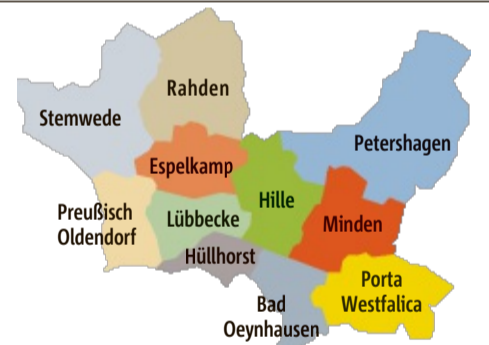 Rahden
Stemwede
Petershagen
Espelkamp
Hille
Preußisch
Oldendorf
Lübbecke
Minden
Hüllhorst
Porta
Westfalica
Bad
Oeynhausen